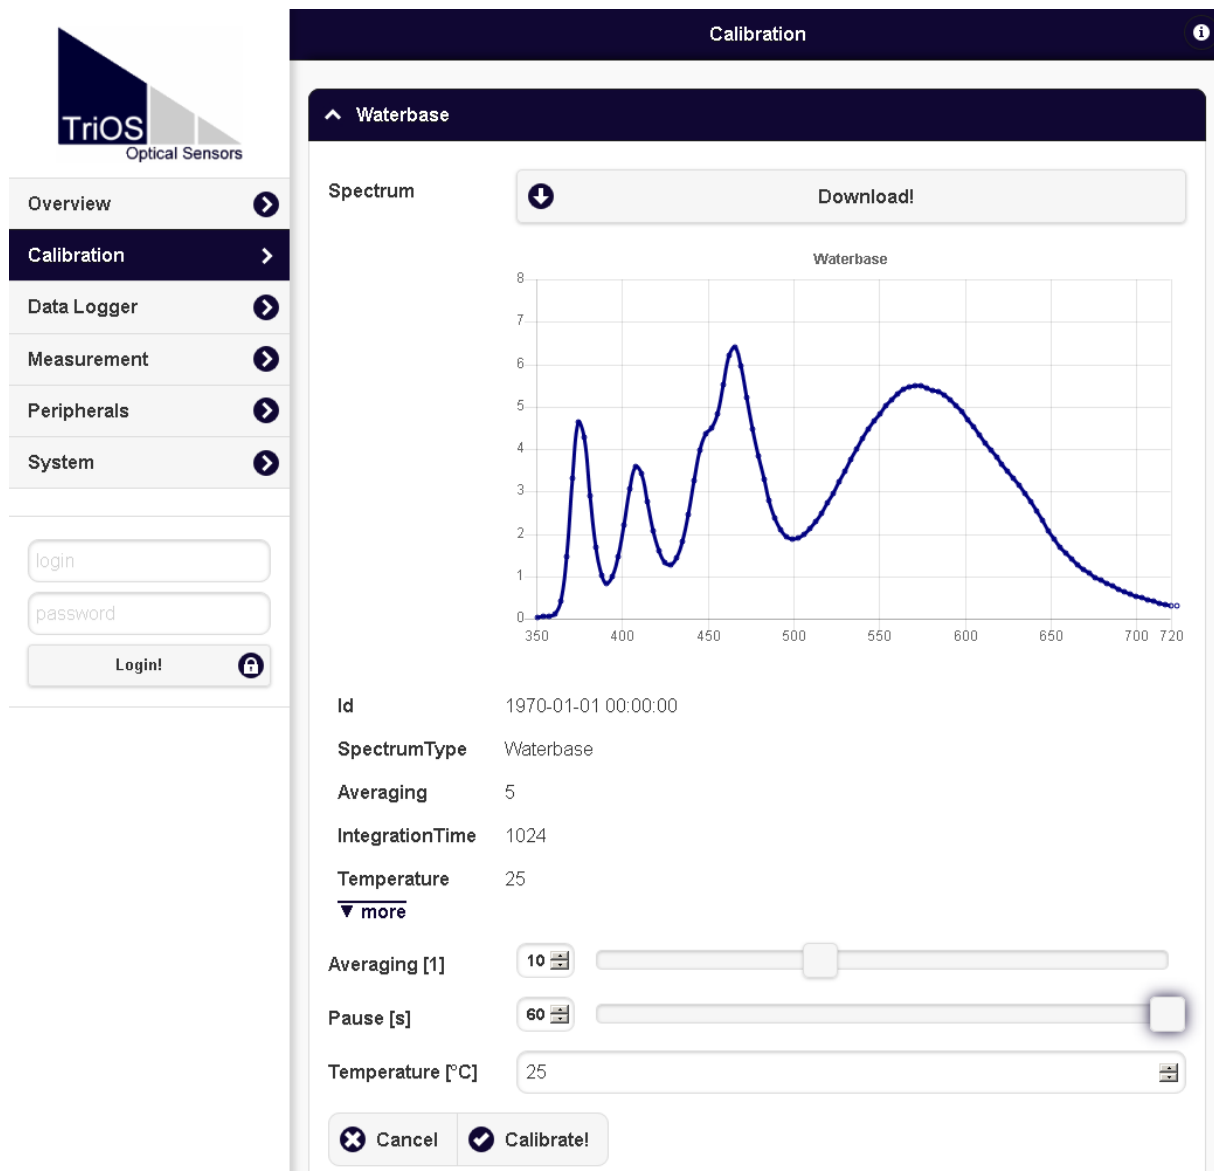 TriOS
Optical Sensors
Overview
Calibration
Data Logger
Measurement
Peripherals
System
login
password
Login!
Calibration
Waterbase
Spectrum
Download!
Waterbase
8
7
6
5
4
3
2
1
0
350 400 450 500 550 600 650 700 720
Id 1970-01-01 00:00:00
SpectrumType Waterbase
Averaging 5
IntegrationTime 1024
Temperature 25
▼ more
Averaging [1] 10
Pause [s] 60
Temperature [°C] 25
Cancel Calibrate!